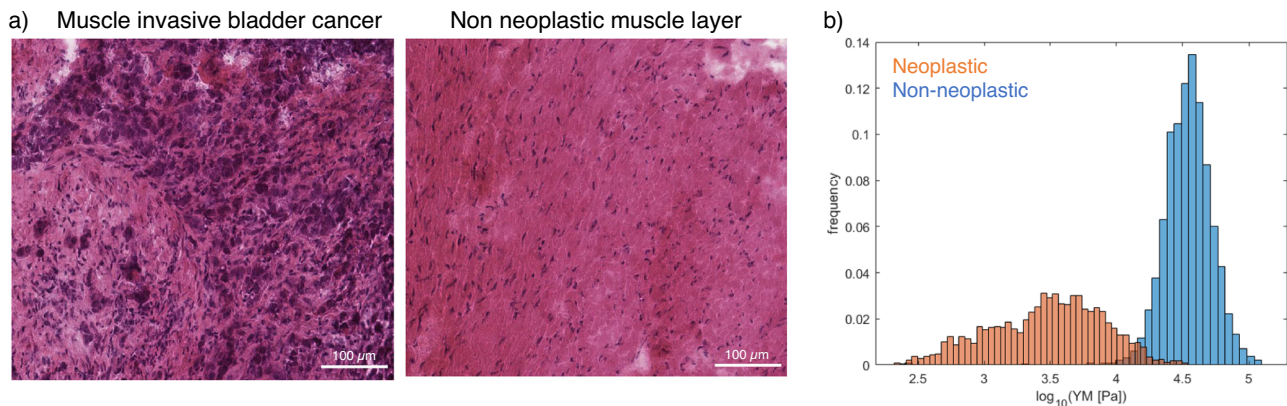 a) Muscle invasive bladder cancer
Non neoplastic muscle layer
100 µm
100 µm
b)
Neoplastic
Non-neoplastic
frequency
0.14
0.12
0.1
0.08
0.06
0.04
0.02
0
2.5 3 3.5 4 4.5 5
log₁₀(YM [Pa])